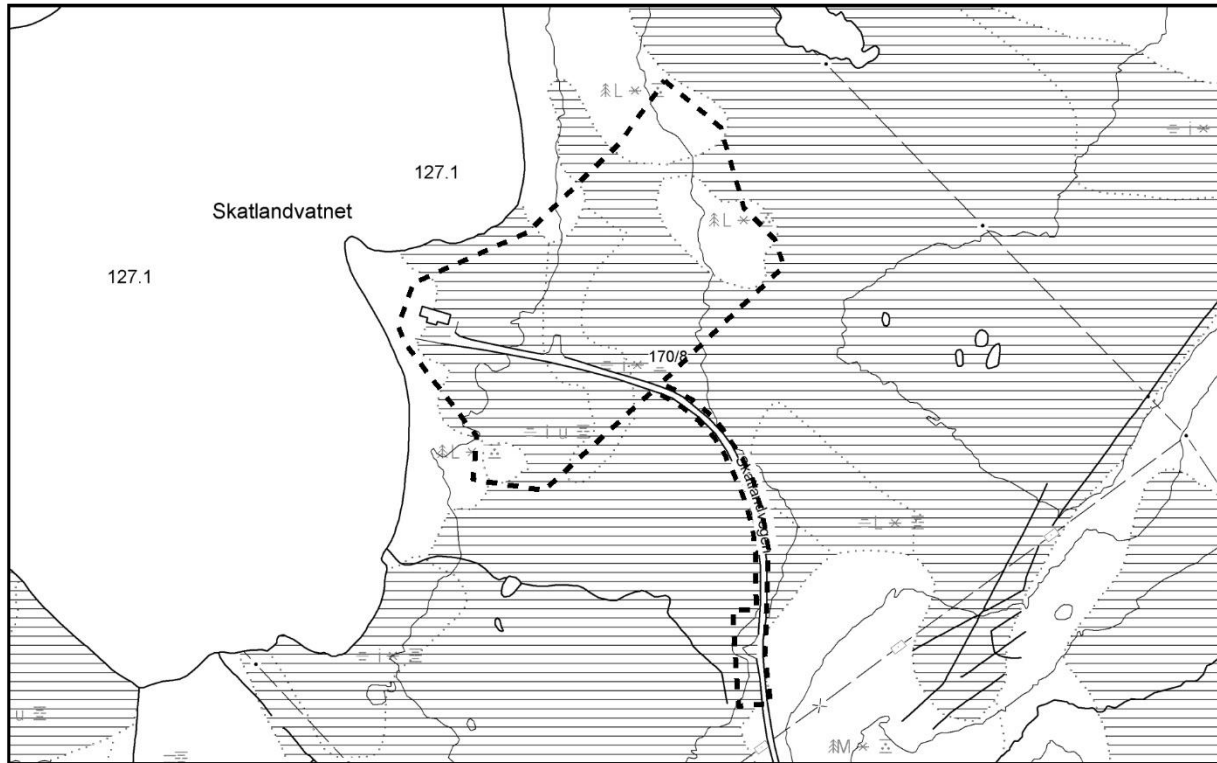 127.1
Skatlandvatnet
127.1
170/8
Skatlandvegen
L
L
i
i
i u
L
L
i
u
M